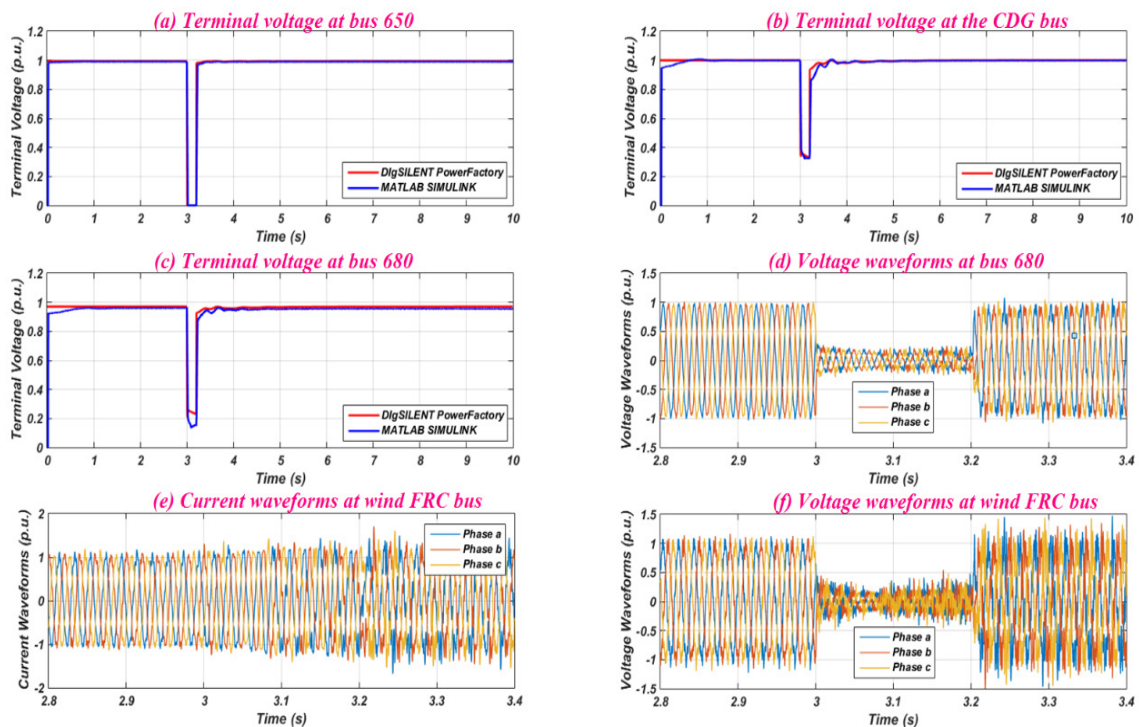 (a) Terminal voltage at bus 650
Terminal Voltage (p.u.)
1.2
1
0.8
0.6
0.4
0.2
0
DIgSILENT PowerFactory
MATLAB SIMULINK
0 1 2 3 4 5 6 7 8 9 10
Time (s)
(b) Terminal voltage at the CDG bus
Terminal Voltage (p.u.)
1.2
1
0.8
0.6
0.4
0.2
0
DIgSILENT PowerFactory
MATLAB SIMULINK
0 1 2 3 4 5 6 7 8 9 10
Time (s)
(c) Terminal voltage at bus 680
Terminal Voltage (p.u.)
1.2
1
0.8
0.6
0.4
0.2
0
DIgSILENT PowerFactory
MATLAB SIMULINK
0 1 2 3 4 5 6 7 8 9 10
Time (s)
(d) Voltage waveforms at bus 680
Voltage Waveforms (p.u.)
1.5
1
0.5
0
-0.5
-1
-1.5
Phase a
Phase b
Phase c
2.8 2.9 3 3.1 3.2 3.3 3.4
Time (s)
(e) Current waveforms at wind FRC bus
Current Waveforms (p.u.)
2
1
0
-1
-2
Phase a
Phase b
Phase c
2.8 2.9 3 3.1 3.2 3.3 3.4
Time (s)
(f) Voltage waveforms at wind FRC bus
Voltage Waveforms (p.u.)
1.5
1
0.5
0
-0.5
-1
-1.5
Phase a
Phase b
Phase c
2.8 2.9 3 3.1 3.2 3.3 3.4
Time (s)